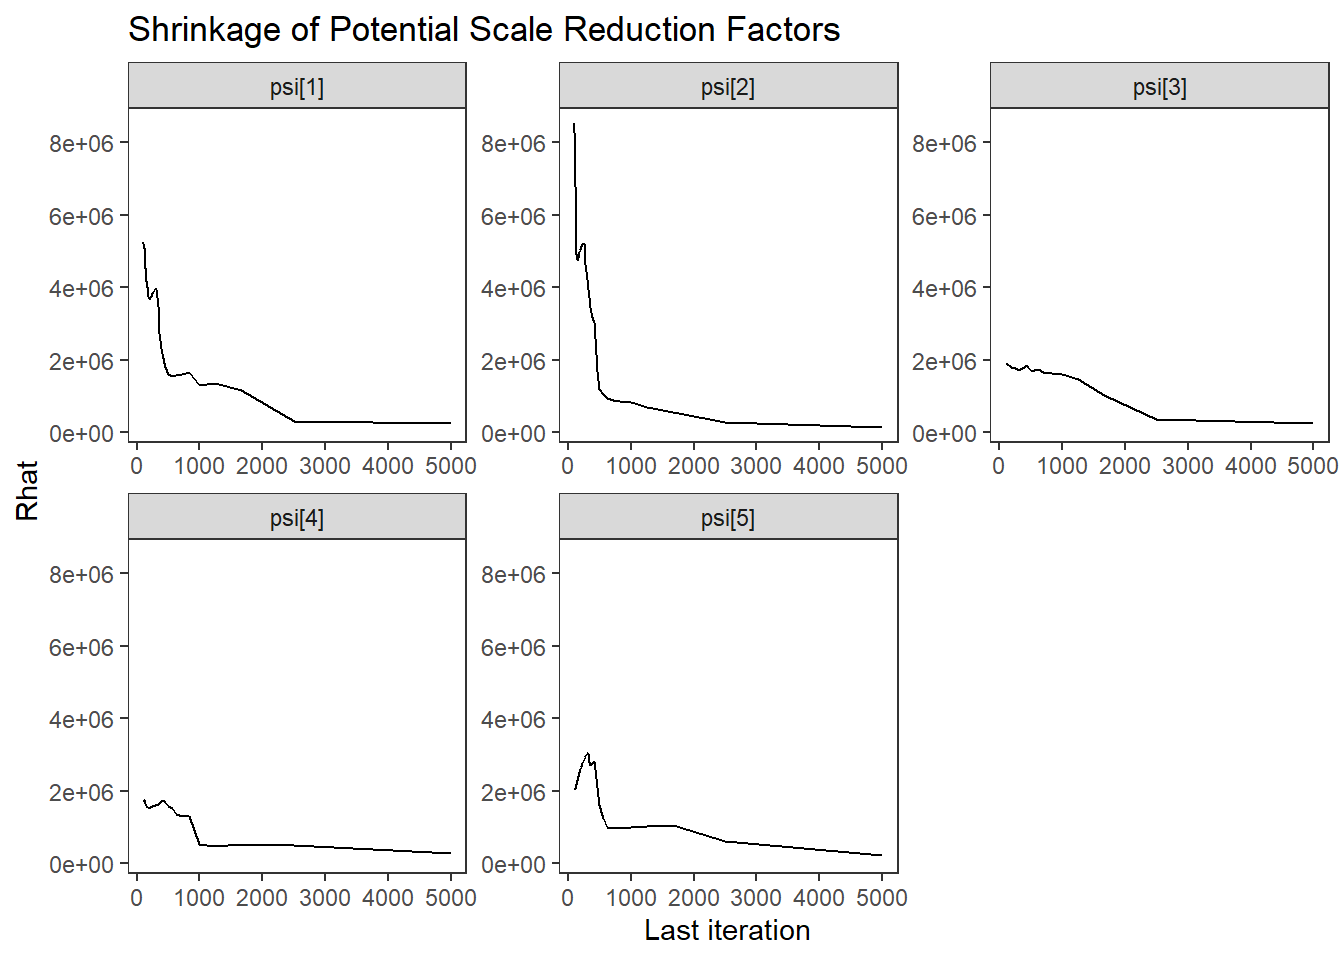 Shrinkage of Potential Scale Reduction Factors
psi[1] psi[2] psi[3]
8e+06 8e+06 8e+06
6e+06 6e+06 6e+06
4e+06 4e+06 4e+06
2e+06 2e+06 2e+06
0e+00 0e+00 0e+00
0 1000 2000 3000 4000 5000 0 1000 2000 3000 4000 5000 0 1000 2000 3000 4000 5000
Rhat
psi[4] psi[5]
8e+06 8e+06
6e+06 6e+06
4e+06 4e+06
2e+06 2e+06
0e+00 0e+00
0 1000 2000 3000 4000 5000 0 1000 2000 3000 4000 5000
Last iteration